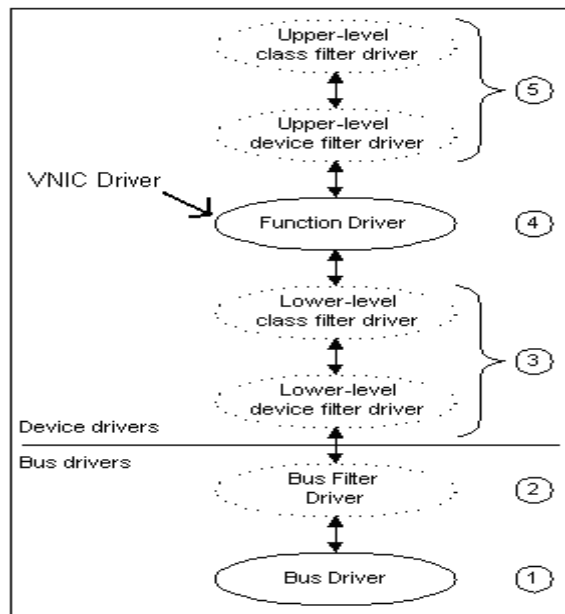 Upper-level
class filter driver
Upper-level
device filter driver
5
VNIC Driver
Function Driver
4
Lower-level
class filter driver
3
Lower-level
device filter driver
Device drivers
Bus drivers
Bus Filter
Driver
2
Bus Driver
1